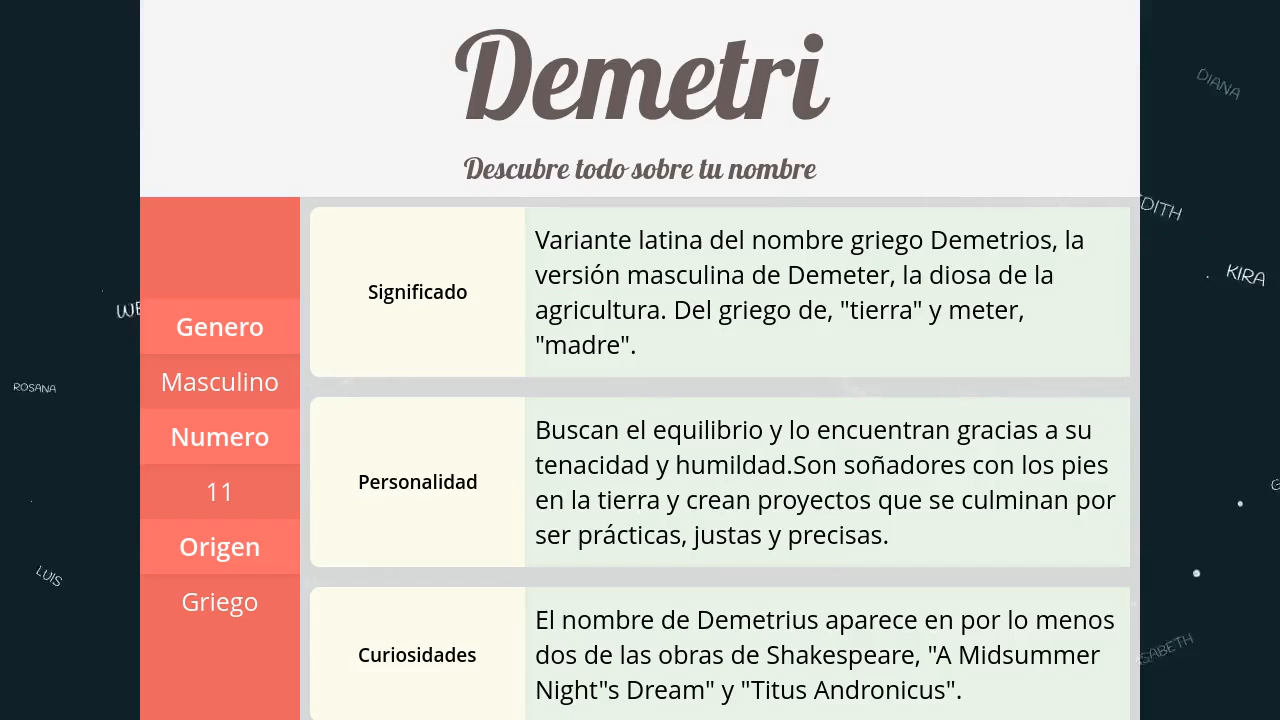 Demetri
Descubre todo sobre tu nombre
DIANA
KIRA
ROSANA
LUIS
Genero
Masculino
Numero
11
Origen
Griego
Significado
Variante latina del nombre griego Demetrios, la
versión masculina de Demeter, la diosa de la
agricultura. Del griego de, "tierra" y meter,
"madre".
Personalidad
Buscan el equilibrio y lo encuentran gracias a su
tenacidad y humildad.Son soñadores con los pies
en la tierra y crean proyectos que se culminan por
ser prácticas, justas y precisas.
Curiosidades
El nombre de Demetrius aparece en por lo menos
dos de las obras de Shakespeare, "A Midsummer
Night"s Dream" y "Titus Andronicus".